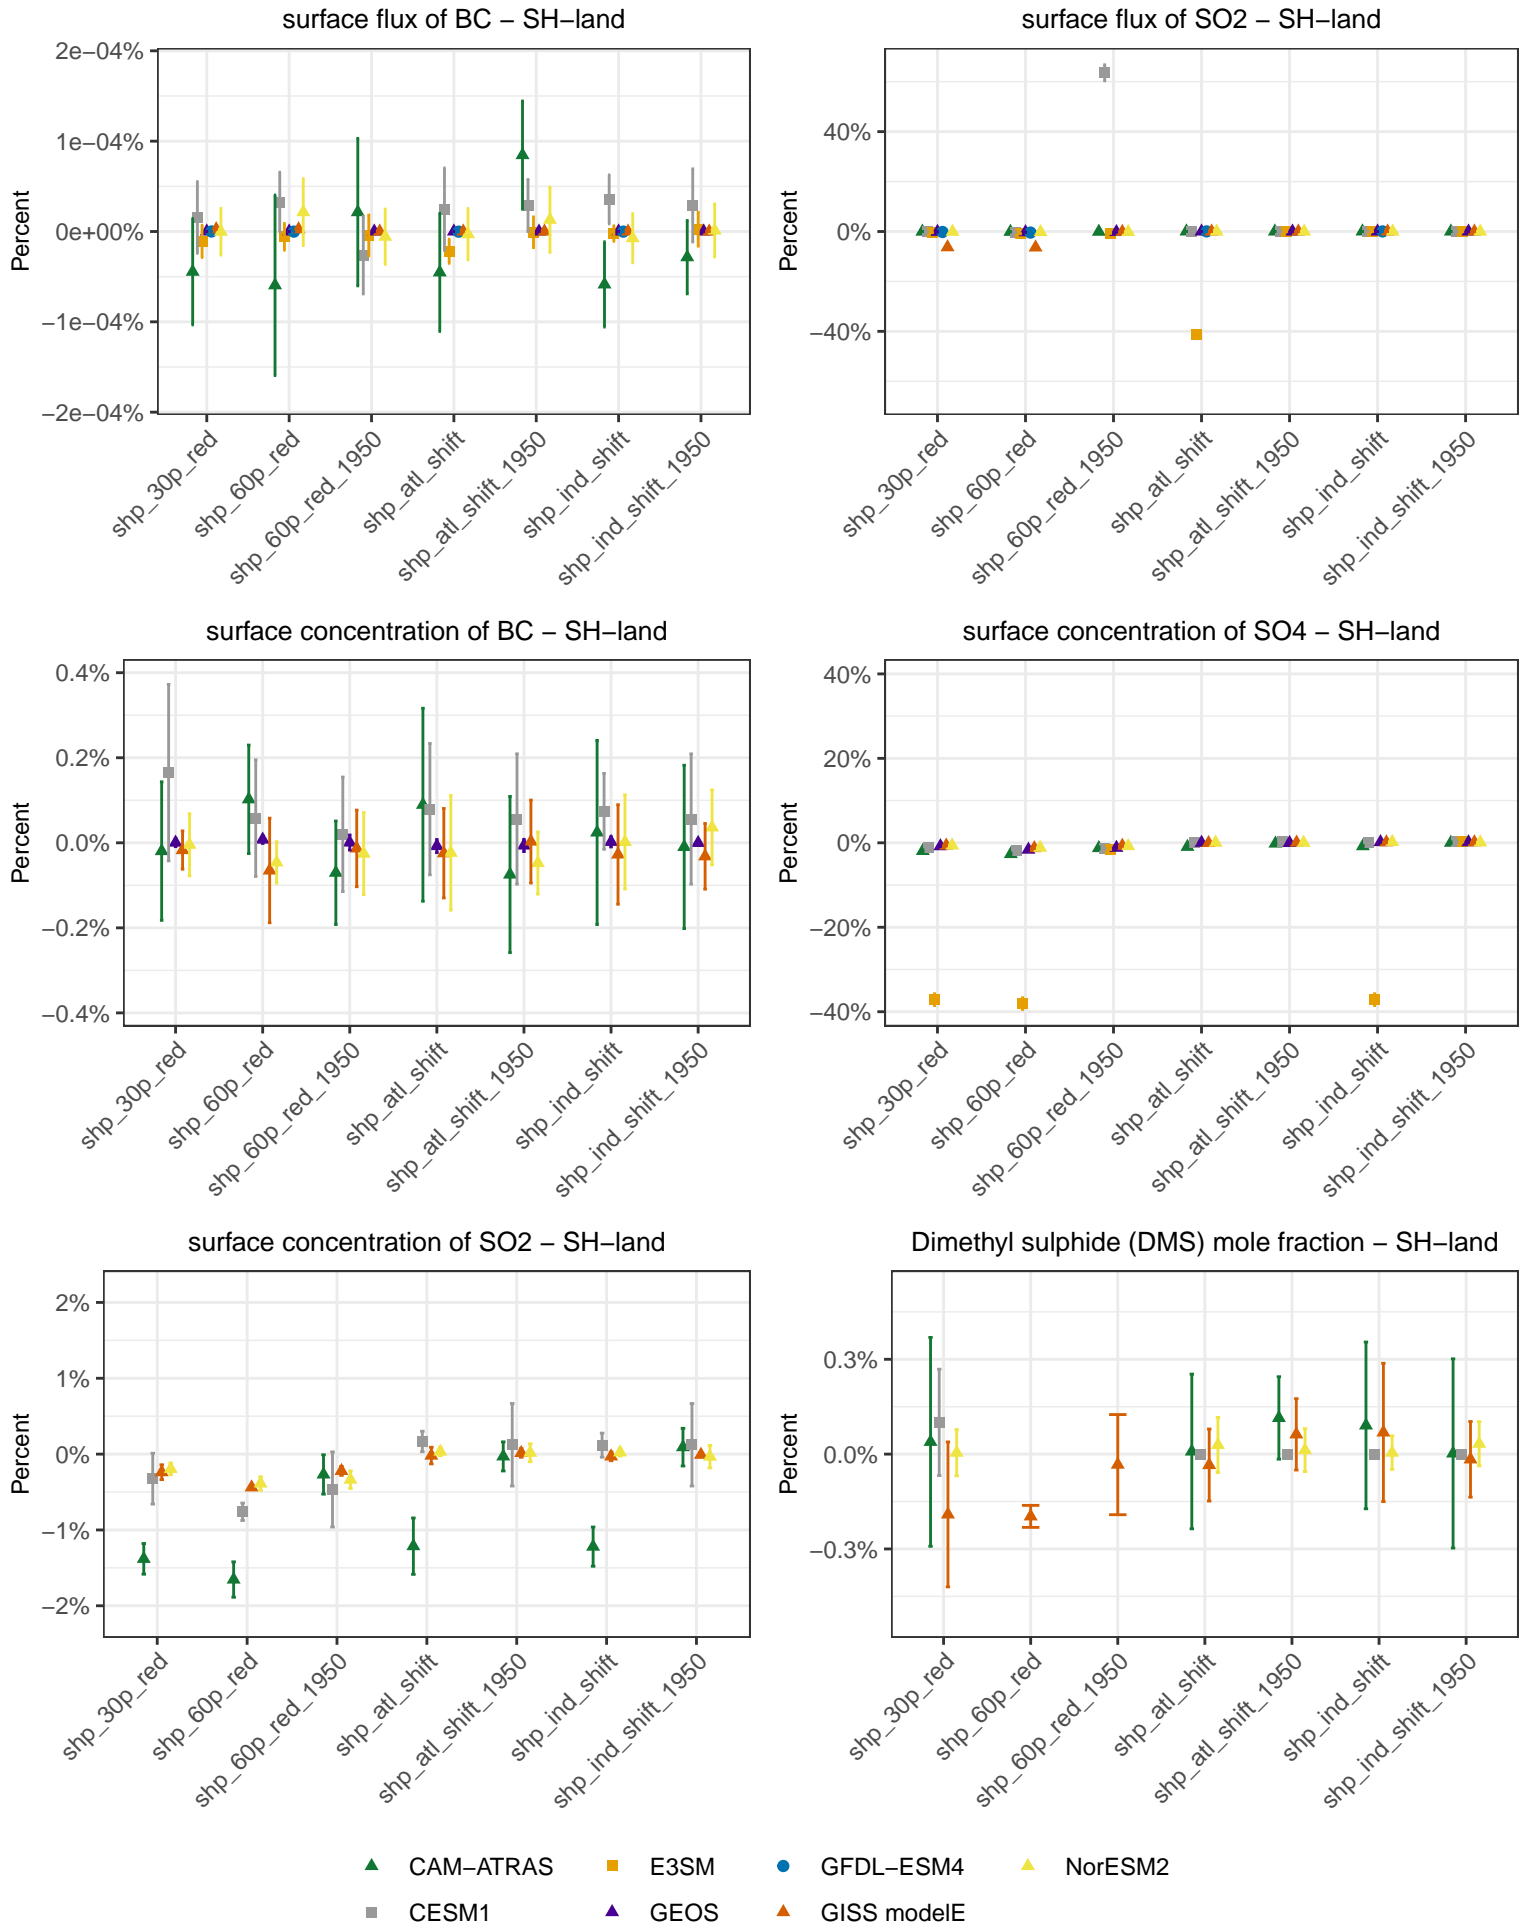 surface flux of BC − SH−land
Percent
2e−04%
1e−04%
0e+00%
−1e−04%
−2e−04%
shp_30p_red
shp_60p_red
shp_60p_red_1950
shp_atl_shift
shp_atl_shift_1950
shp_ind_shift
shp_ind_shift_1950
surface flux of SO2 − SH−land
Percent
40%
0%
−40%
shp_30p_red
shp_60p_red
shp_60p_red_1950
shp_atl_shift
shp_atl_shift_1950
shp_ind_shift
shp_ind_shift_1950
surface concentration of BC − SH−land
Percent
0.4%
0.2%
0.0%
−0.2%
−0.4%
shp_30p_red
shp_60p_red
shp_60p_red_1950
shp_atl_shift
shp_atl_shift_1950
shp_ind_shift
shp_ind_shift_1950
surface concentration of SO4 − SH−land
Percent
40%
20%
0%
−20%
−40%
shp_30p_red
shp_60p_red
shp_60p_red_1950
shp_atl_shift
shp_atl_shift_1950
shp_ind_shift
shp_ind_shift_1950
surface concentration of SO2 − SH−land
Percent
2%
1%
0%
−1%
−2%
shp_30p_red
shp_60p_red
shp_60p_red_1950
shp_atl_shift
shp_atl_shift_1950
shp_ind_shift
shp_ind_shift_1950
Dimethyl sulphide (DMS) mole fraction − SH−land
Percent
0.3%
0.0%
−0.3%
shp_30p_red
shp_60p_red
shp_60p_red_1950
shp_atl_shift
shp_atl_shift_1950
shp_ind_shift
shp_ind_shift_1950
CAM−ATRAS
E3SM
GFDL−ESM4
NorESM2
CESM1
GEOS
GISS modelE